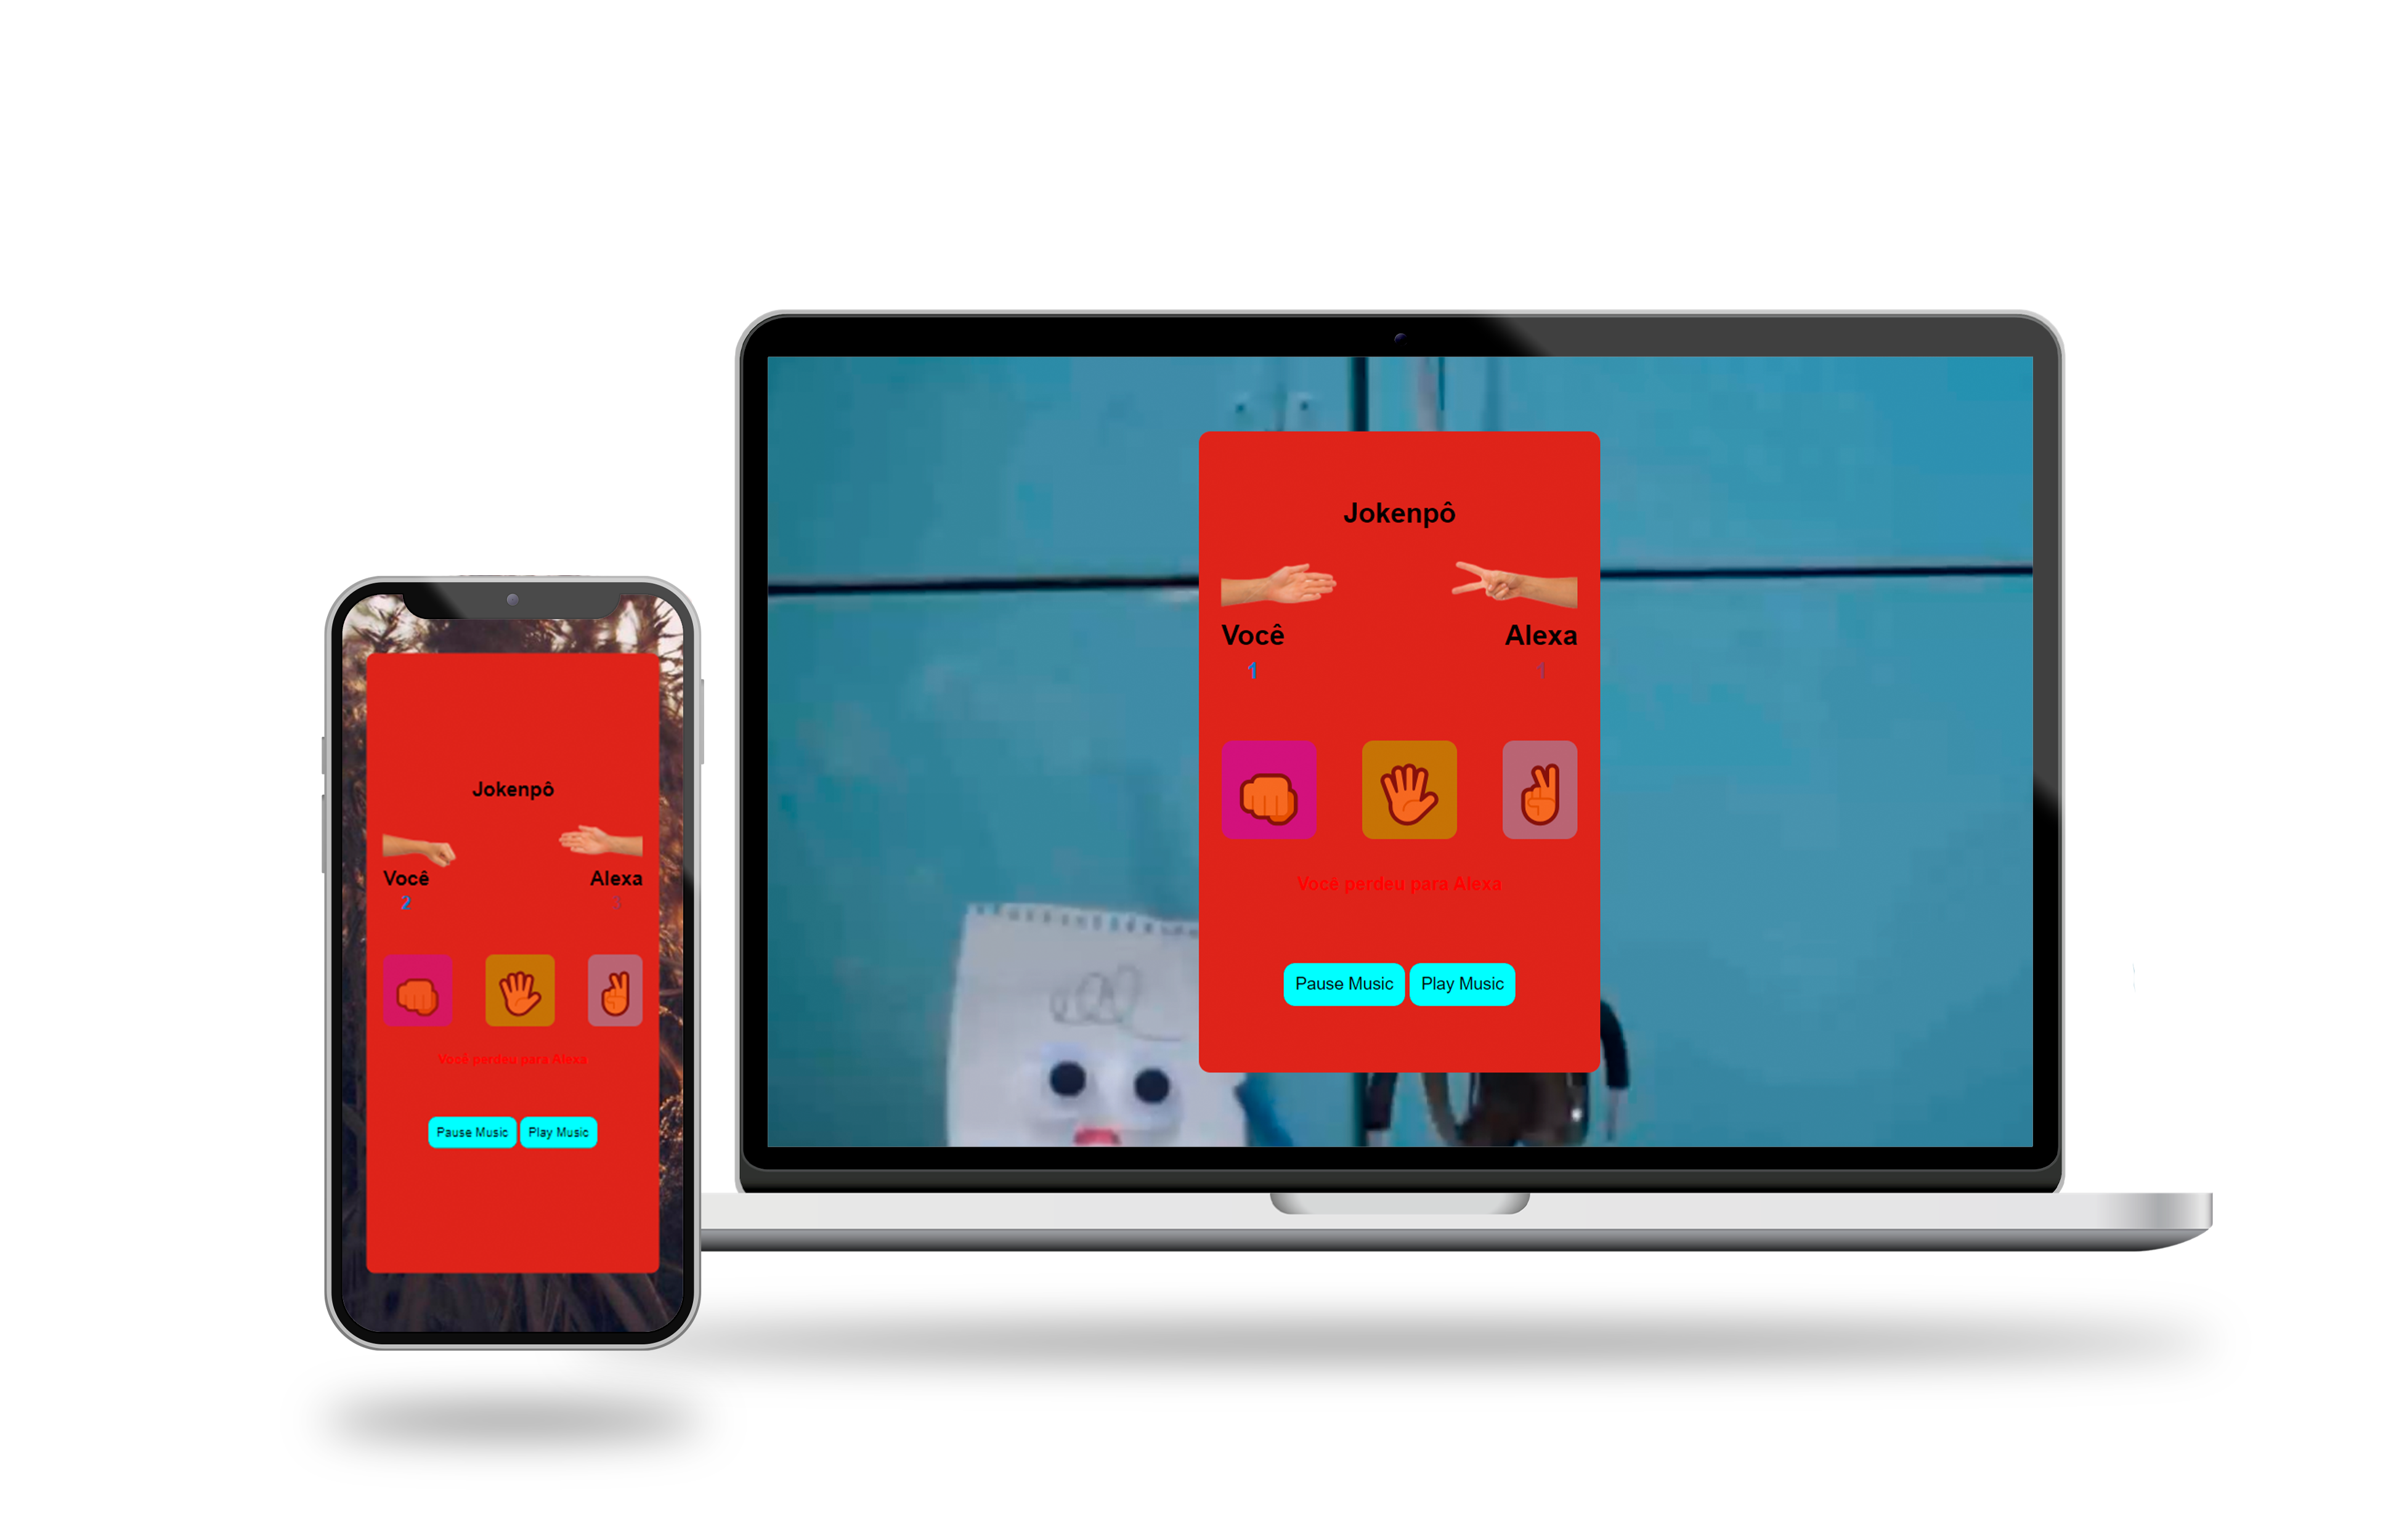 Jokenpô
Você Alexa
2 3
Você perdeu para Alexa
Pause Music Play Music
Jokenpô
Você Alexa
1 1
Você perdeu para Alexa
Pause Music Play Music